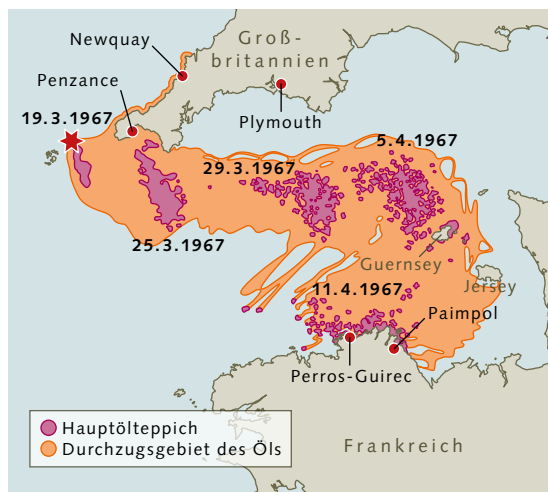 Newquay
Groß-
britannien
Penzance
19.3.1967
Plymouth
5.4.1967
29.3.1967
25.3.1967
Guernsey
Jersey
11.4.1967
Paimpol
Perros-Guirec
Hauptölteppich
Durchzugsgebiet des Öls
Frankreich